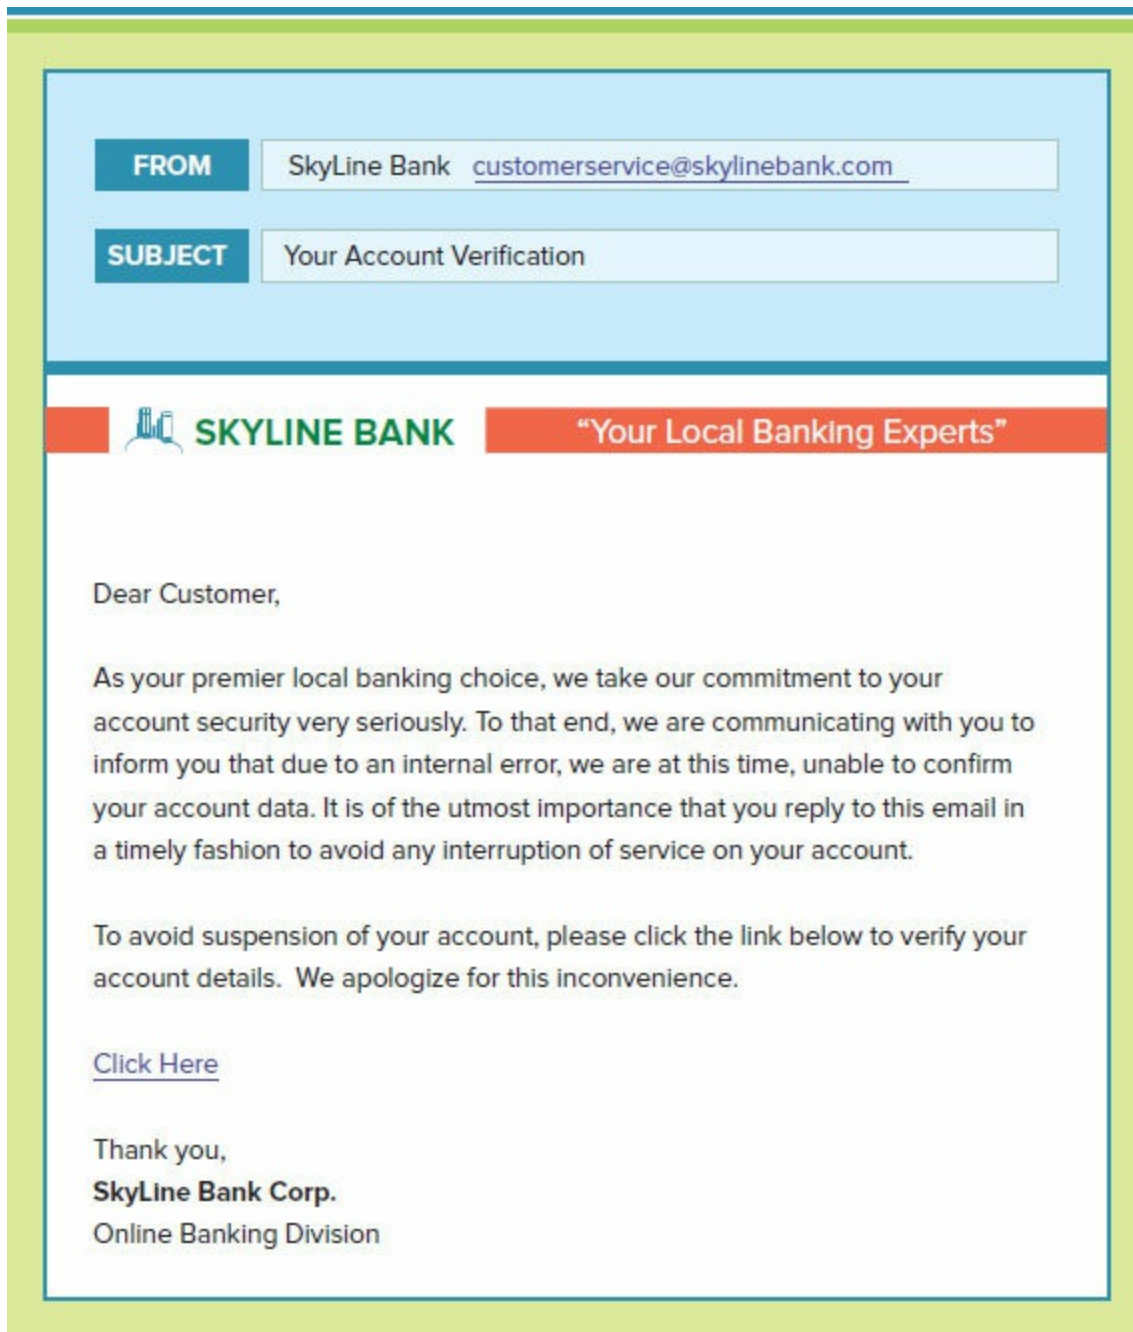 FROM SkyLine Bank customerservice@skylinebank.com
SUBJECT Your Account Verification
SKYLINE BANK "Your Local Banking Experts"
Dear Customer,
As your premier local banking choice, we take our commitment to your
account security very seriously. To that end, we are communicating with you to
inform you that due to an internal error, we are at this time, unable to confirm
your account data. It is of the utmost importance that you reply to this email in
a timely fashion to avoid any interruption of service on your account.
To avoid suspension of your account, please click the link below to verify your
account details.  We apologize for this inconvenience.
Click Here
Thank you,
SkyLine Bank Corp.
Online Banking Division